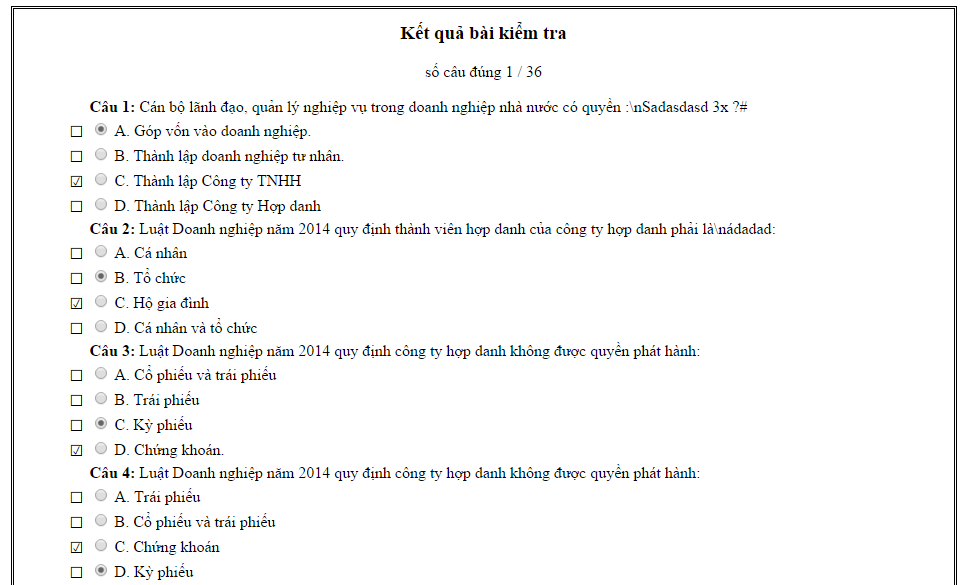 Kết quả bài kiểm tra
số câu đúng 1 / 36
Câu 1: Cán bộ lãnh đạo, quản lý nghiệp vụ trong doanh nghiệp nhà nước có quyền :\nSadasdasd 3x ?#
A. Góp vốn vào doanh nghiệp.
B. Thành lập doanh nghiệp tư nhân.
C. Thành lập Công ty TNHH
D. Thành lập Công ty Hợp danh
Câu 2: Luật Doanh nghiệp năm 2014 quy định thành viên hợp danh của công ty hợp danh phải là\nádadad:
A. Cá nhân
B. Tổ chức
C. Hộ gia đình
D. Cá nhân và tổ chức
Câu 3: Luật Doanh nghiệp năm 2014 quy định công ty hợp danh không được quyền phát hành:
A. Cổ phiếu và trái phiếu
B. Trái phiếu
C. Kỳ phiếu
D. Chứng khoán.
Câu 4: Luật Doanh nghiệp năm 2014 quy định công ty hợp danh không được quyền phát hành:
A. Trái phiếu
B. Cổ phiếu và trái phiếu
C. Chứng khoán
D. Kỳ phiếu